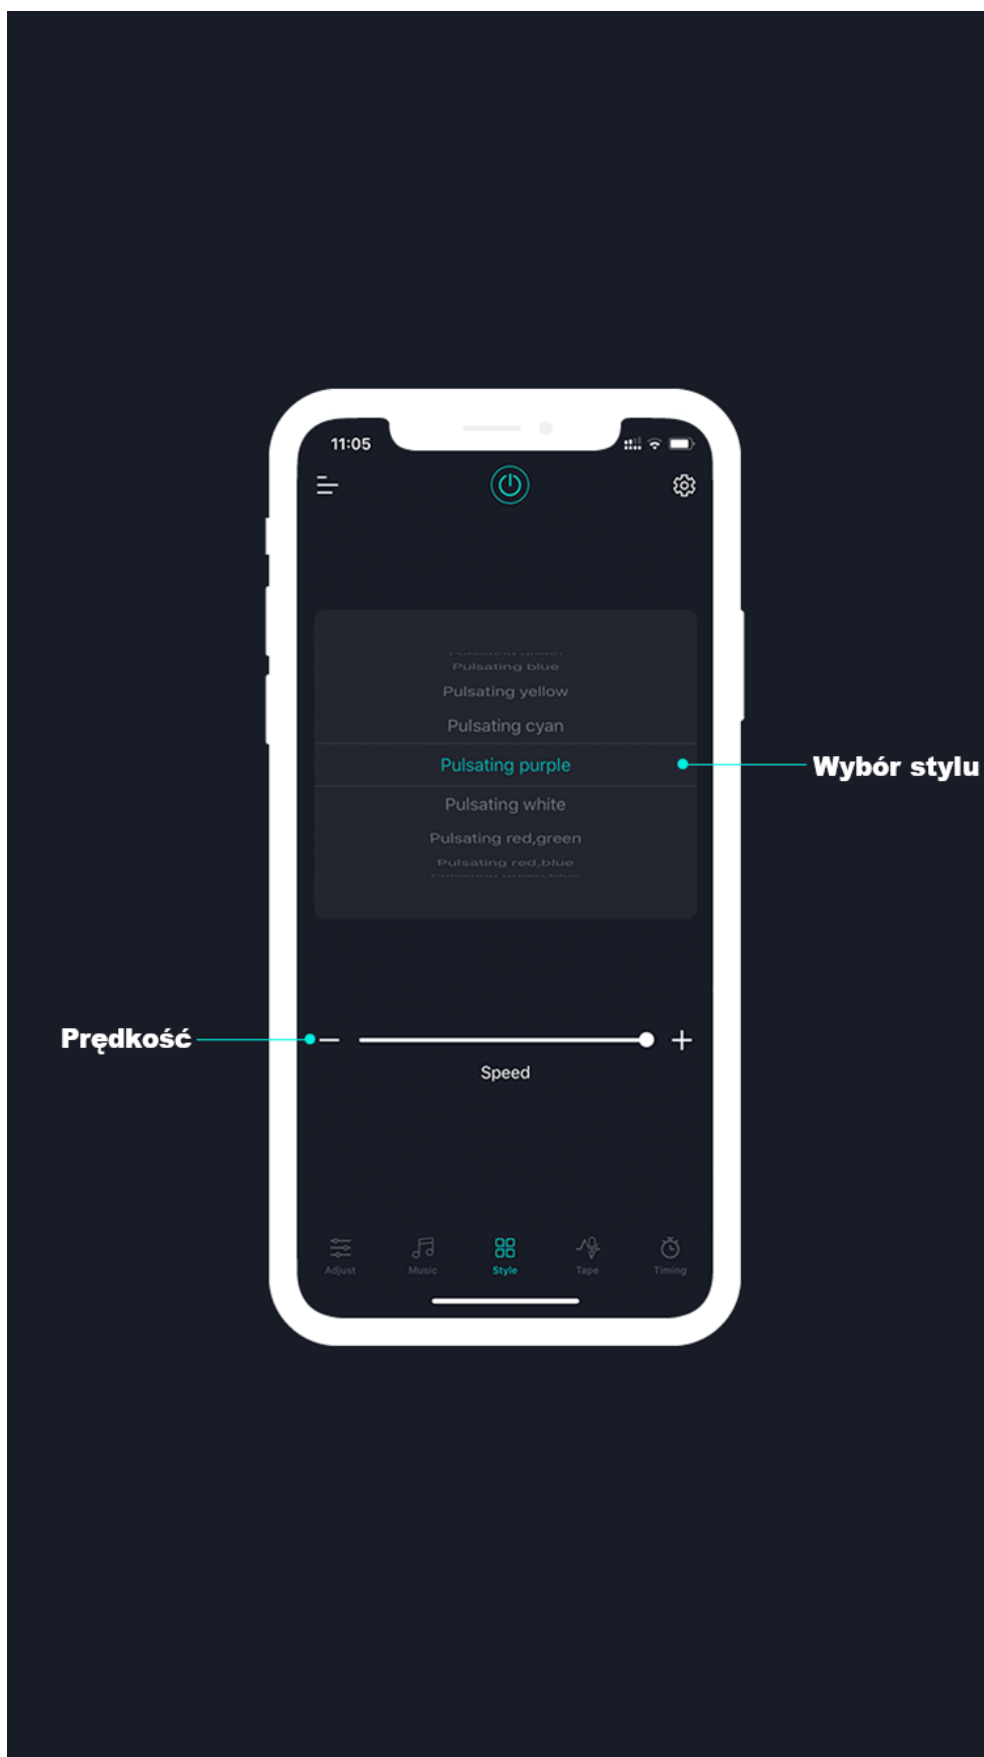 11:05
Pulsating blue
Pulsating yellow
Pulsating cyan
Pulsating purple
Wybór stylu
Pulsating white
Pulsating red,green
Pulsating red,blue
Prędkość
Speed
Adjust Music Style Tape Timing